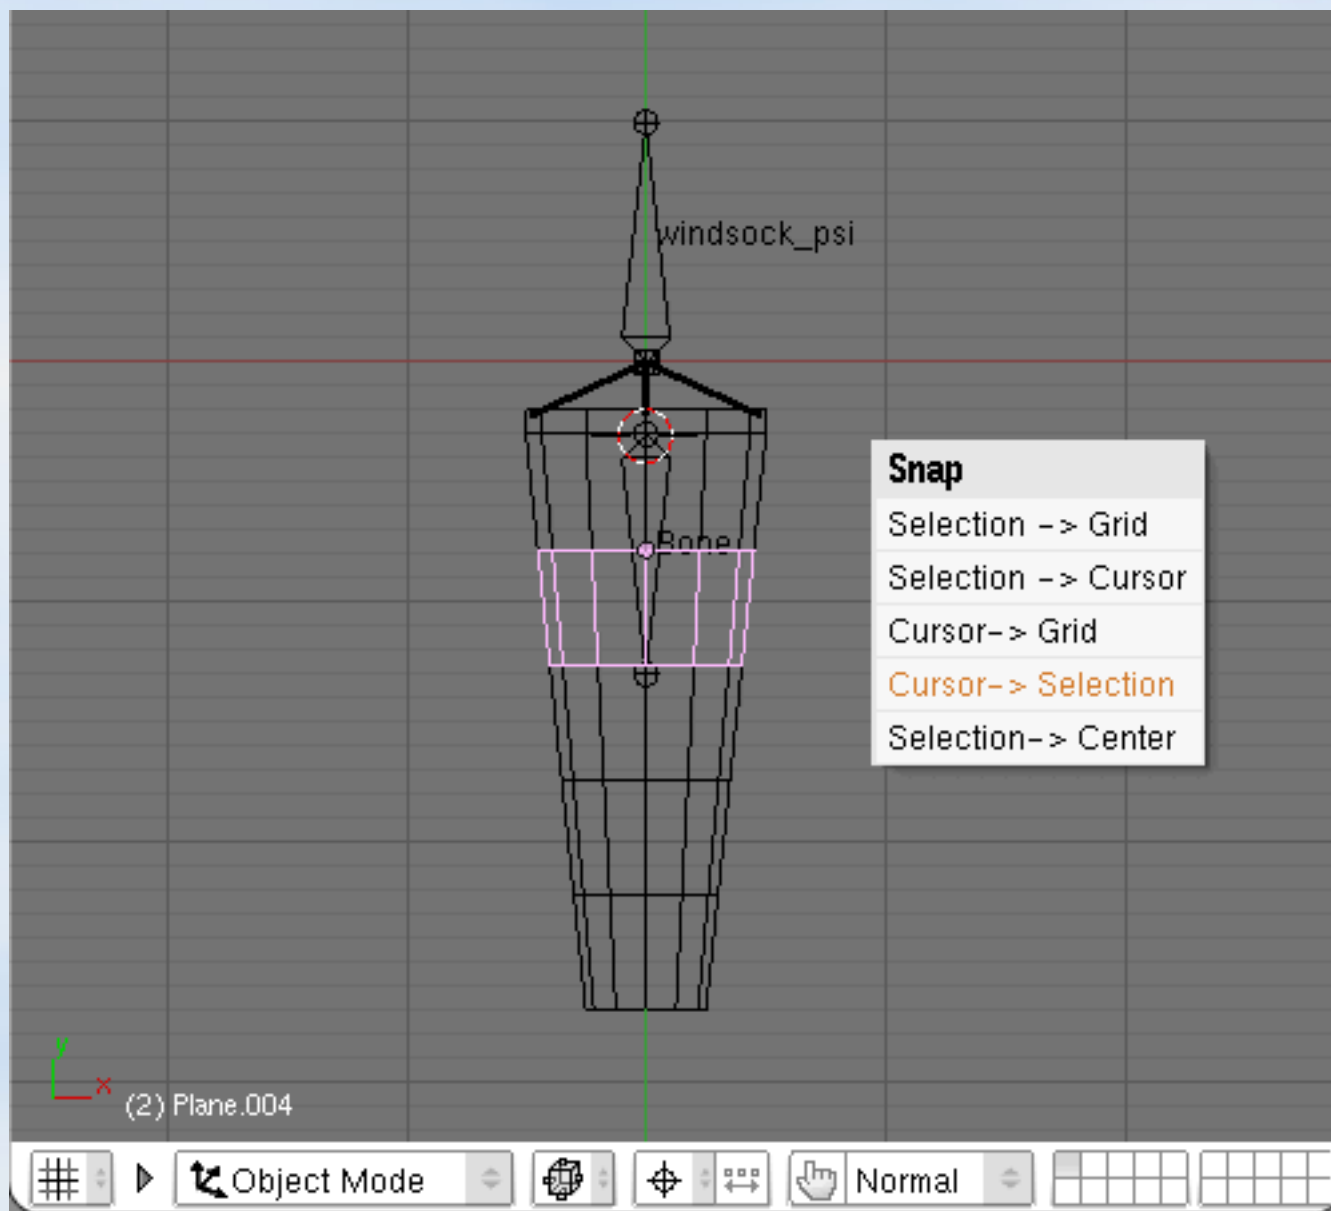 windsock_psi
Snap
Selection -> Grid
Selection -> Cursor
Bone
Cursor-> Grid
Cursor-> Selection
Selection-> Center
y
x
(2) Plane.004
Object Mode
Normal